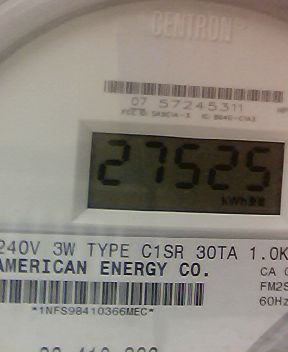 CENTRON
07 57245311
27525
kWh
240V 3W TYPE C1SR 30TA 1.0K
AMERICAN ENERGY CO.
CA
FM2S
60Hz
*1NFS98410366MEC*